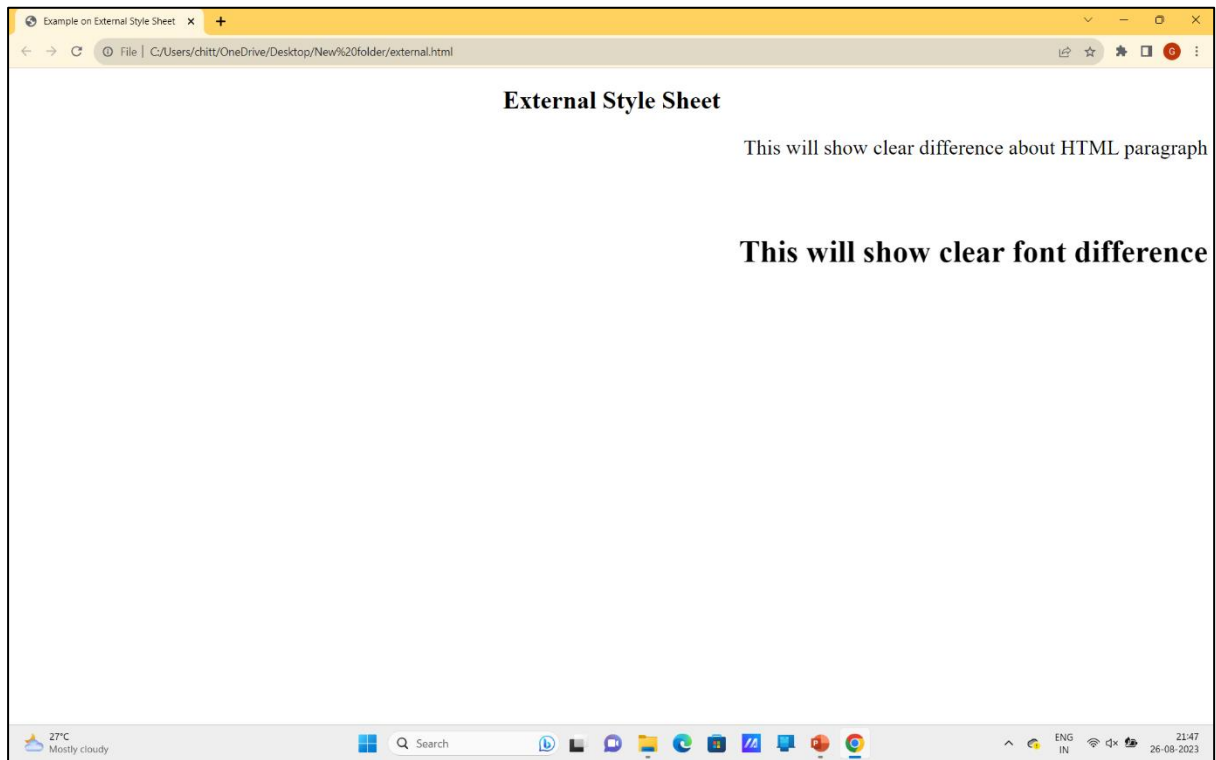 Example on External Style Sheet
File | C:/Users/chitt/OneDrive/Desktop/New%20folder/external.html
G
External Style Sheet
This will show clear difference about HTML paragraph
This will show clear font difference
27°C
Mostly cloudy
Search
ENG
IN
21:47
26-08-2023